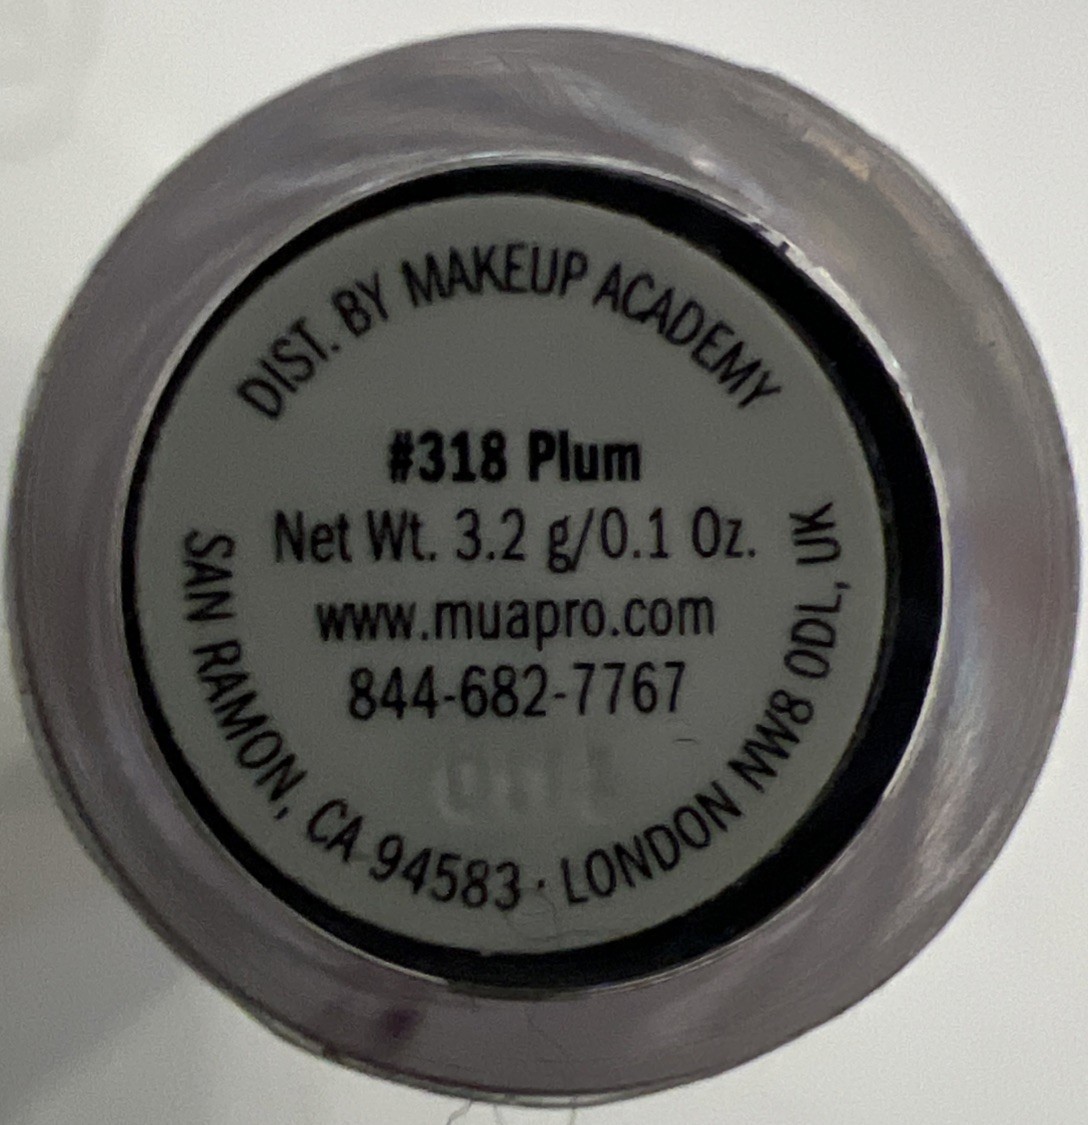 DIST. BY MAKEUP ACADEMY
#318 Plum
Net Wt. 3.2 g/0.1 Oz.
www.muapro.com
844-682-7767
SAN RAMON, CA 94583 · LONDON NW8 0DL, UK